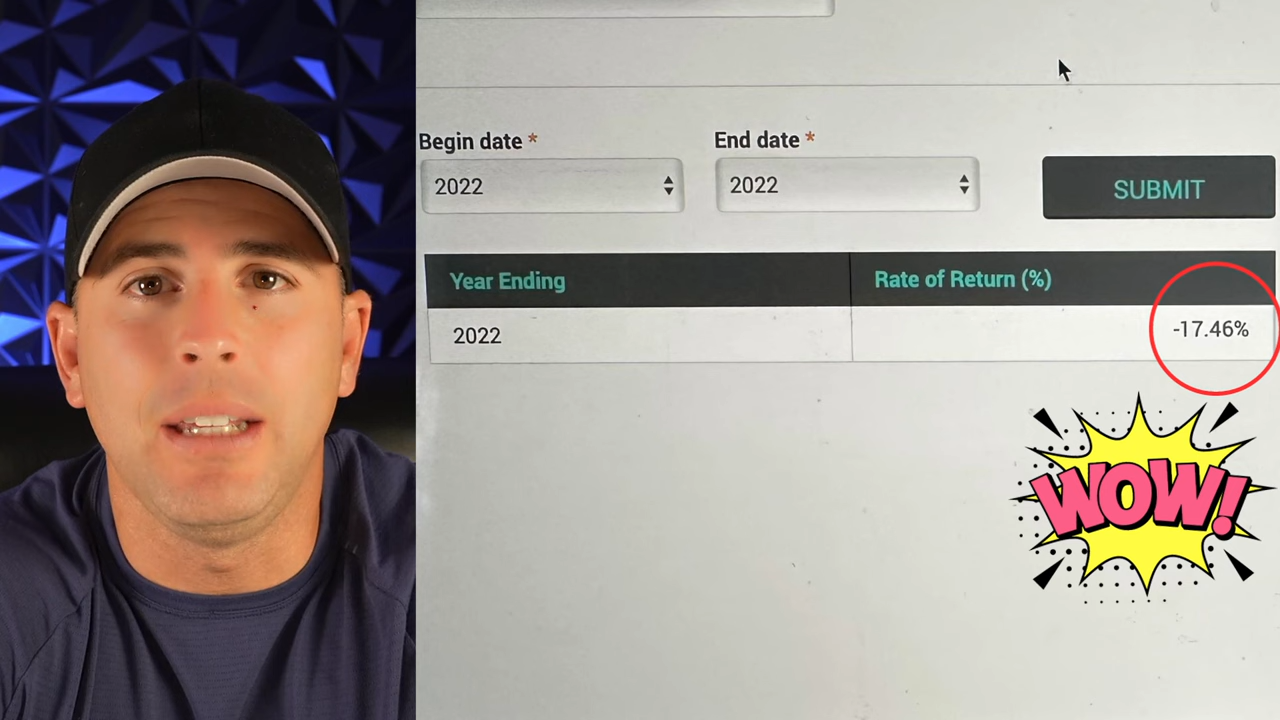 Begin date *
End date *
2022
2022
SUBMIT
Year Ending
Rate of Return (%)
2022
-17.46%
WOW!